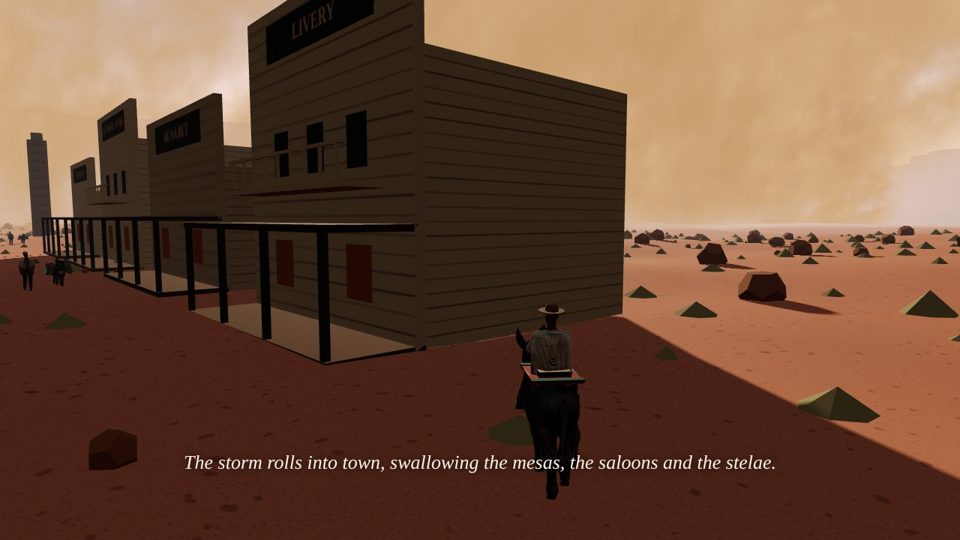 LIVERY
The storm rolls into town, swallowing the mesas, the saloons and the stelae.